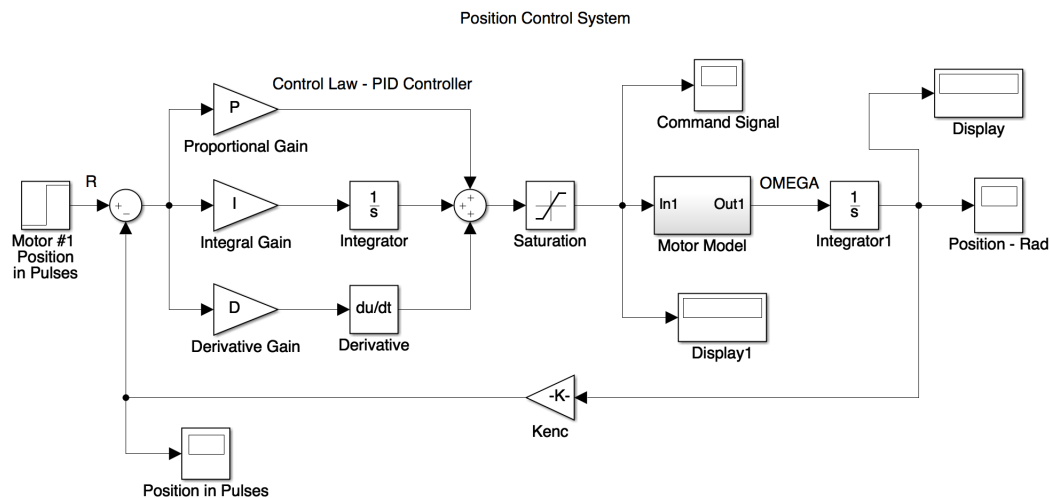 Position Control System
Control Law - PID Controller
P
Proportional Gain
R
+
−
Motor #1
Position
in Pulses
I
Integral Gain
1
s
Integrator
D
Derivative Gain
du/dt
Derivative
+
+
+
Saturation
Command Signal
In1
Out1
Motor Model
OMEGA
1
s
Integrator1
Display
Position - Rad
Display1
-K-
Kenc
Position in Pulses